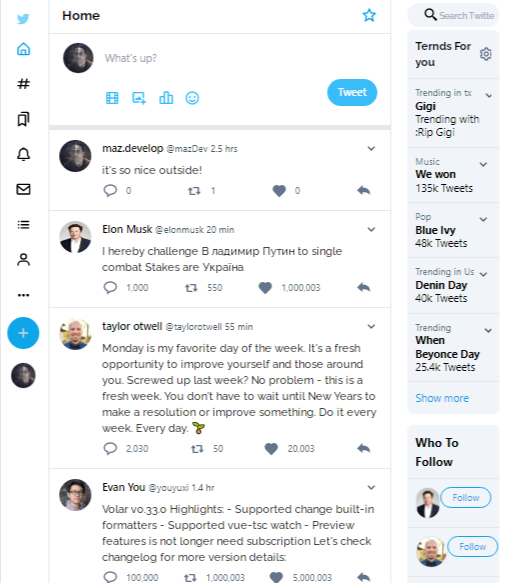 Home
What's up?
Tweet
maz.develop @mazDev 2.5 hrs
it's so nice outside!
0 1 0
Elon Musk @elonmusk 20 min
I hereby challenge В ладимир Путин to single
combat Stakes are Україна
1,000 550 1,000,003
taylor otwell @taylorotwell 55 min
Monday is my favorite day of the week. It's a fresh
opportunity to improve yourself and those around
you. Screwed up last week? No problem - this is a
fresh week. You don't have to wait until New Years to
make a resolution or improve something. Do it every
week. Every day. 🌱
2,030 50 20,003
Evan You @youyuxi 1.4 hr
Volar v0.33.0 Highlights: - Supported change built-in
formatters - Supported vue-tsc watch - Preview
features is not longer need subscription Let's check
changelog for more version details:
100,000 1,000,003 5,000,003
Search Twitte
Ternds For
you
Trending in tx
Gigi
Trending with
:Rip Gigi
Music
We won
135k Tweets
Pop
Blue Ivy
48k Tweets
Trending in Us
Denin Day
40k Tweets
Trending
When
Beyonce Day
25.4k Tweets
Show more
Who To
Follow
Follow
Follow